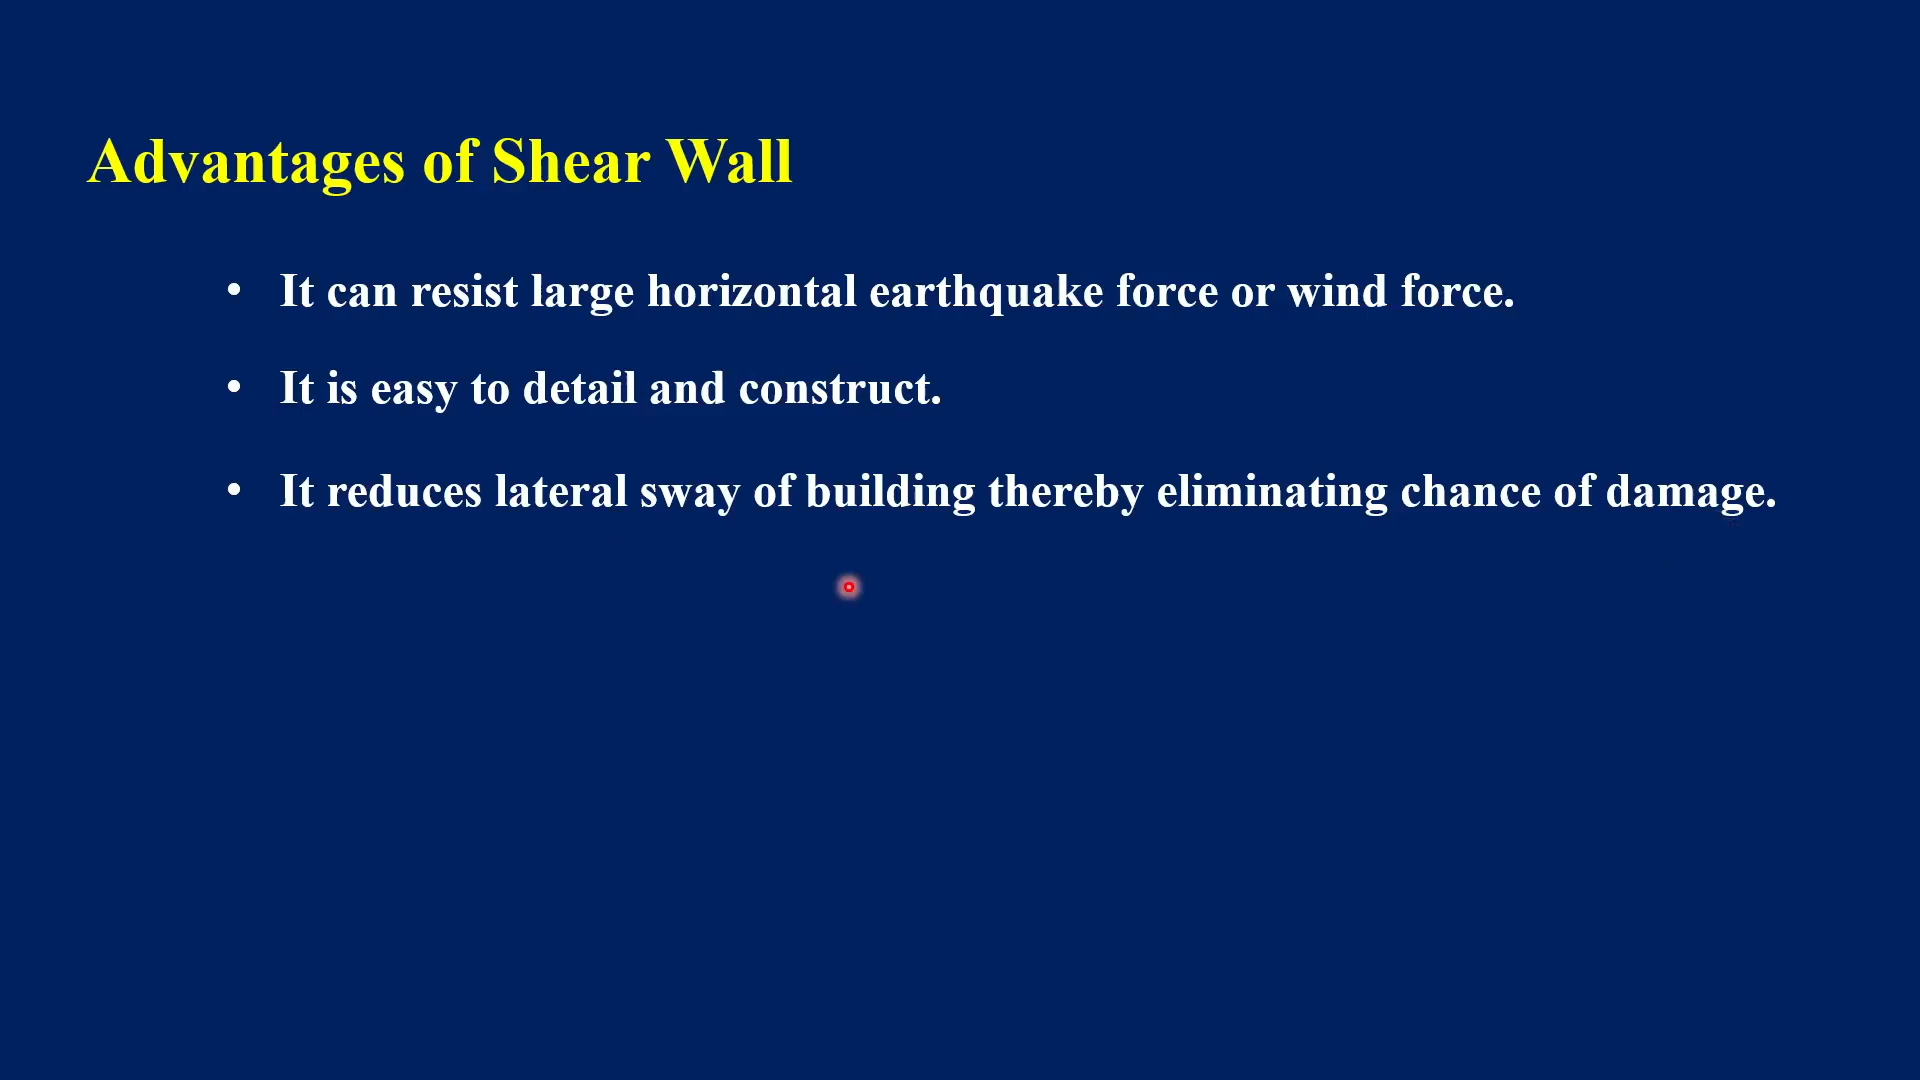 Advantages of Shear Wall
• It can resist large horizontal earthquake force or wind force.
• It is easy to detail and construct.
• It reduces lateral sway of building thereby eliminating chance of damage.